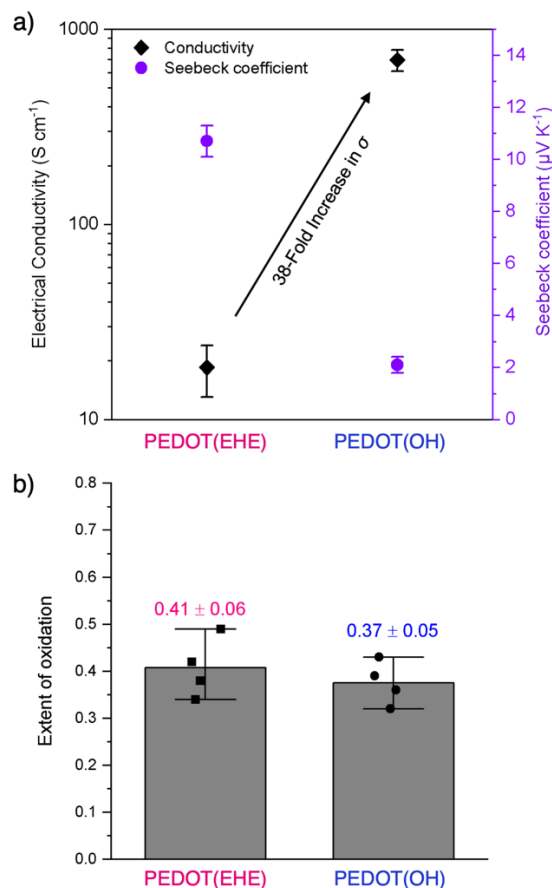 a)
1000
100
10
Electrical Conductivity (S cm⁻¹)
Conductivity
Seebeck coefficient
38-Fold Increase in σ
14
12
10
8
6
4
2
0
Seebeck coefficient (µV K⁻¹)
PEDOT(EHE)
PEDOT(OH)
b)
0.8
0.7
0.6
0.5
0.4
0.3
0.2
0.1
0.0
Extent of oxidation
0.41 ± 0.06
0.37 ± 0.05
PEDOT(EHE)
PEDOT(OH)